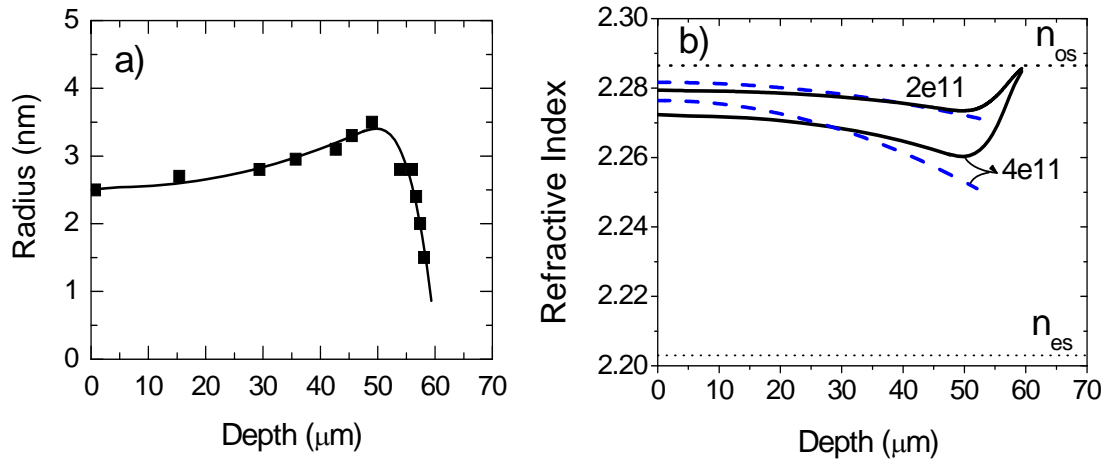 a)
Radius (nm)
5
4
3
2
1
0
0 10 20 30 40 50 60 70
Depth (μm)
b)
Refractive Index
2.30
2.28
2.26
2.24
2.22
2.20
n_os
2e11
4e11
n_es
0 10 20 30 40 50 60 70
Depth (μm)